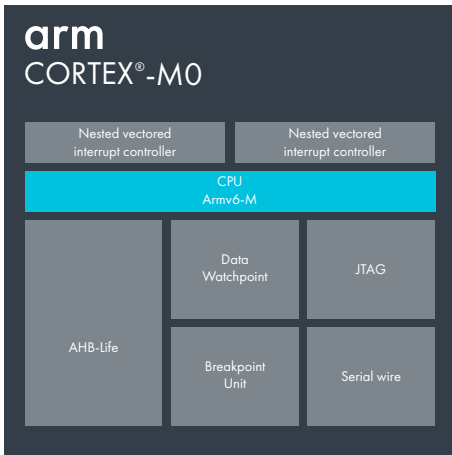 arm
CORTEX®-M0
Nested vectored
interrupt controller
Nested vectored
interrupt controller
CPU
Armv6-M
Data
Watchpoint
JTAG
AHB-Life
Breakpoint
Unit
Serial wire